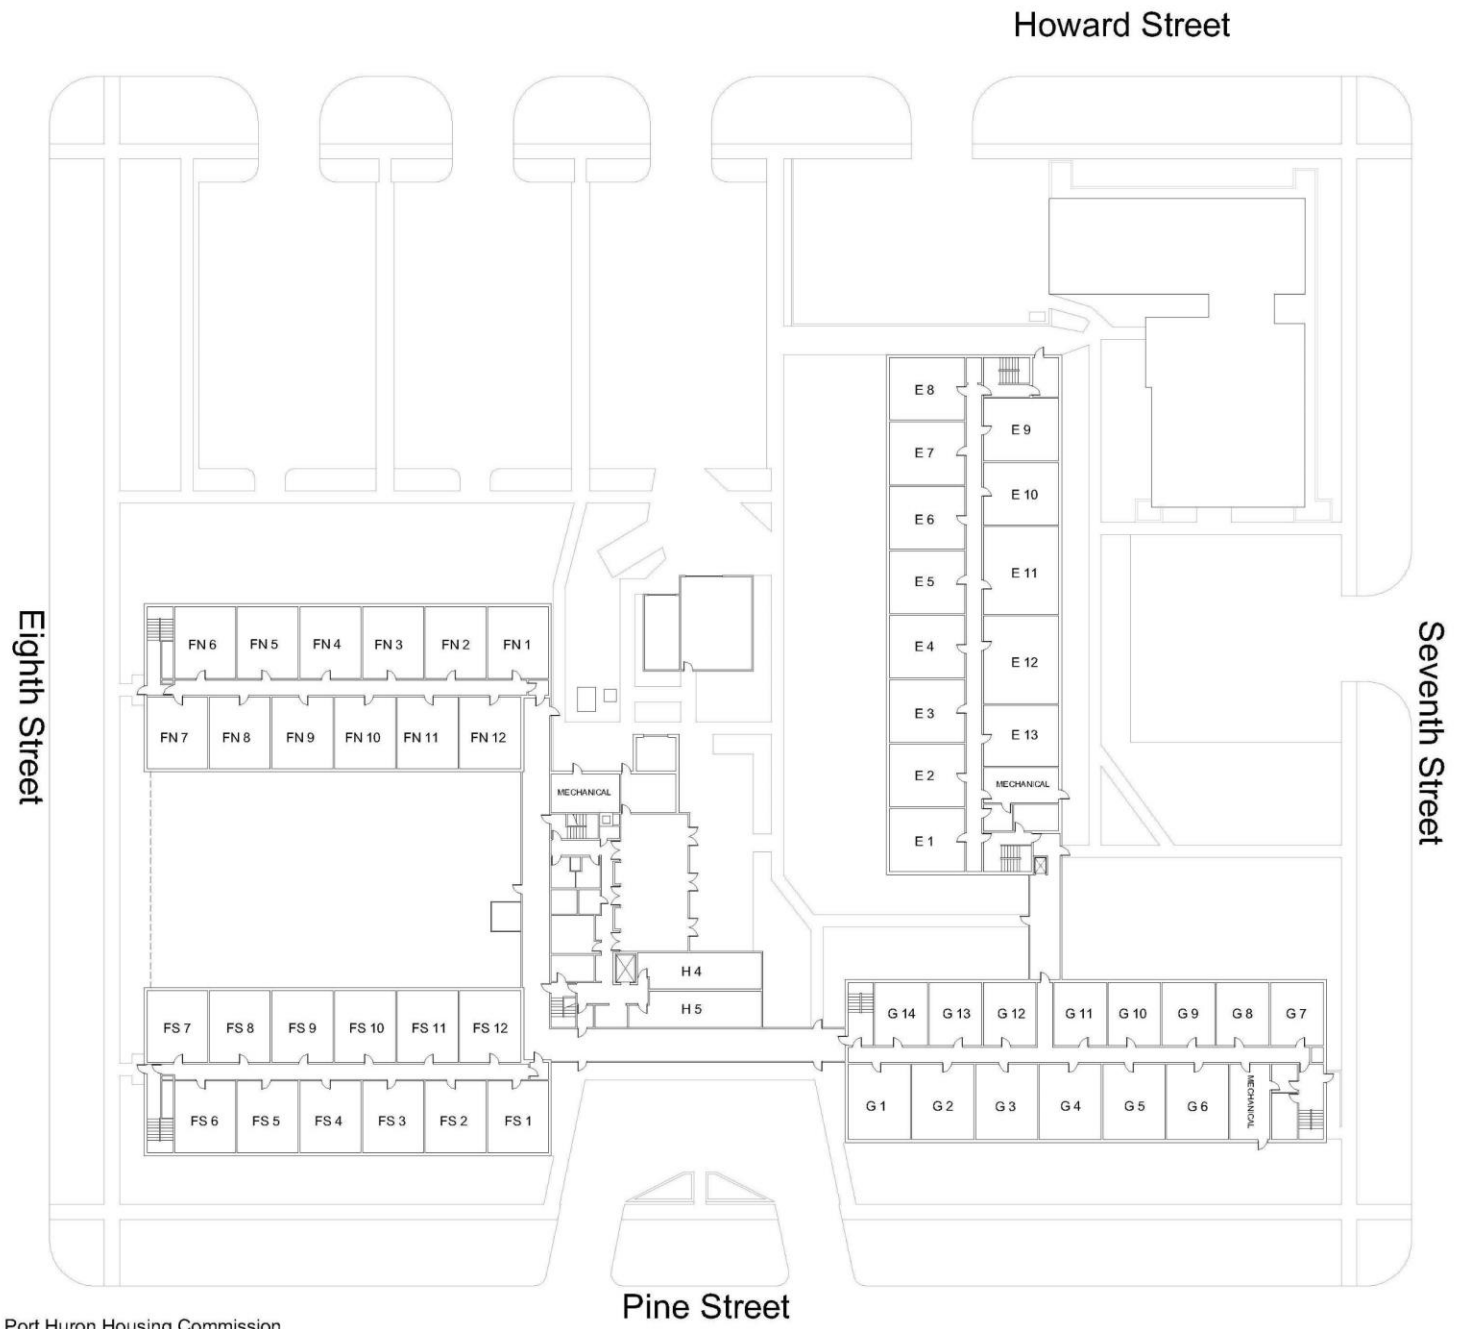 Howard Street
E 8
E 9
E 7
E 10
E 6
E 11
E 5
Eighth Street
FN 6
FN 5
FN 4
FN 3
FN 2
FN 1
E 4
E 12
Seventh Street
E 3
E 13
FN 7
FN 8
FN 9
FN 10
FN 11
FN 12
E 2
MECHANICAL
MECHANICAL
E 1
H 4
H 5
FS 7
FS 8
FS 9
FS 10
FS 11
FS 12
G 14
G 13
G 12
G 11
G 10
G 9
G 8
G 7
FS 6
FS 5
FS 4
FS 3
FS 2
FS 1
G 1
G 2
G 3
G 4
G 5
G 6
MECHANICAL
Pine Street
Port Huron Housing Commission